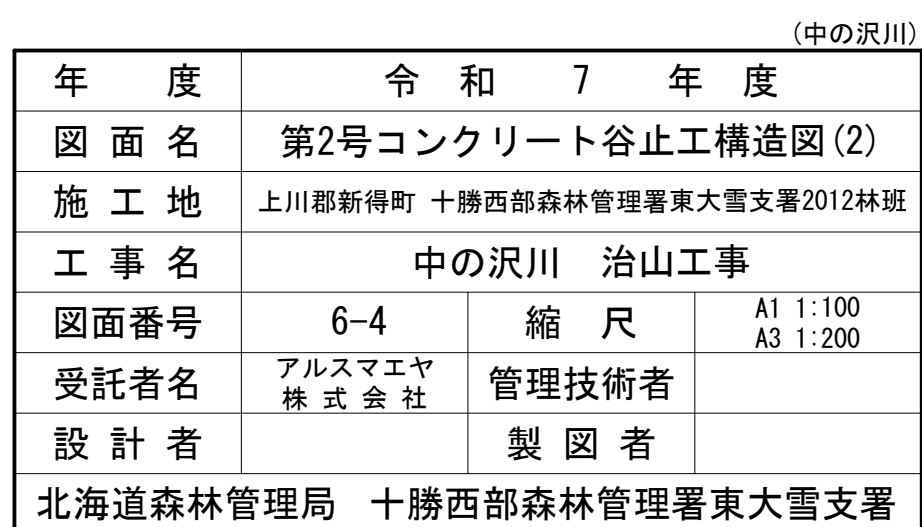 (中の沢川)
年 度 令 和 7 年 度
図 面 名 第2号コンクリート谷止工構造図(2)
施 工 地 上川郡新得町 十勝西部森林管理署東大雪支署2012林班
工 事 名 中の沢川 治山工事
図面番号 6-4 縮 尺 A1 1:100
A3 1:200
受託者名 アルスマエヤ
株 式 会 社 管理技術者
設 計 者 製 図 者
北海道森林管理局 十勝西部森林管理署東大雪支署